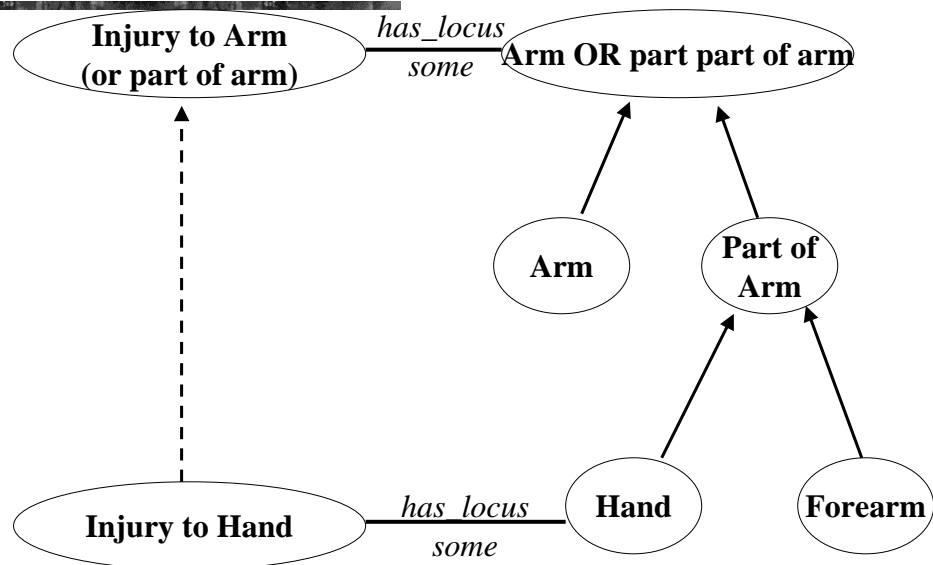 Injury to Arm
(or part of arm)
has_locus
some
Arm OR part part of arm
Arm
Part of
Arm
Injury to Hand
has_locus
some
Hand
Forearm